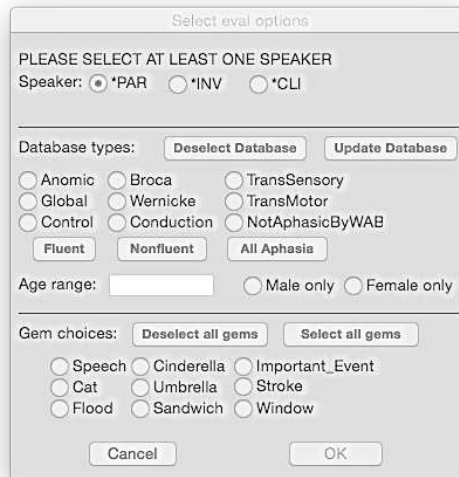 Select eval options
PLEASE SELECT AT LEAST ONE SPEAKER
Speaker: *PAR *INV *CLI
Database types: Deselect Database Update Database
Anomic Broca TransSensory
Global Wernicke TransMotor
Control Conduction NotAphasicByWAB
Fluent Nonfluent All Aphasia
Age range: Male only Female only
Gem choices: Deselect all gems Select all gems
Speech Cinderella Important_Event
Cat Umbrella Stroke
Flood Sandwich Window
Cancel OK